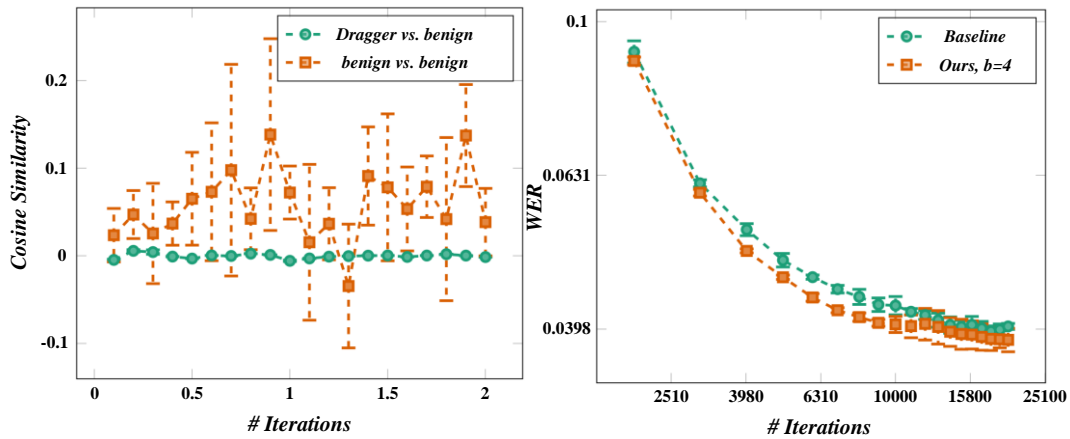 Dragger vs. benign
benign vs. benign
Cosine Similarity
0.2
0.1
0
-0.1
0
0.5
1
1.5
2
# Iterations
Baseline
Ours, b=4
WER
0.1
0.0631
0.0398
2510
3980
6310
10000
15800
25100
# Iterations